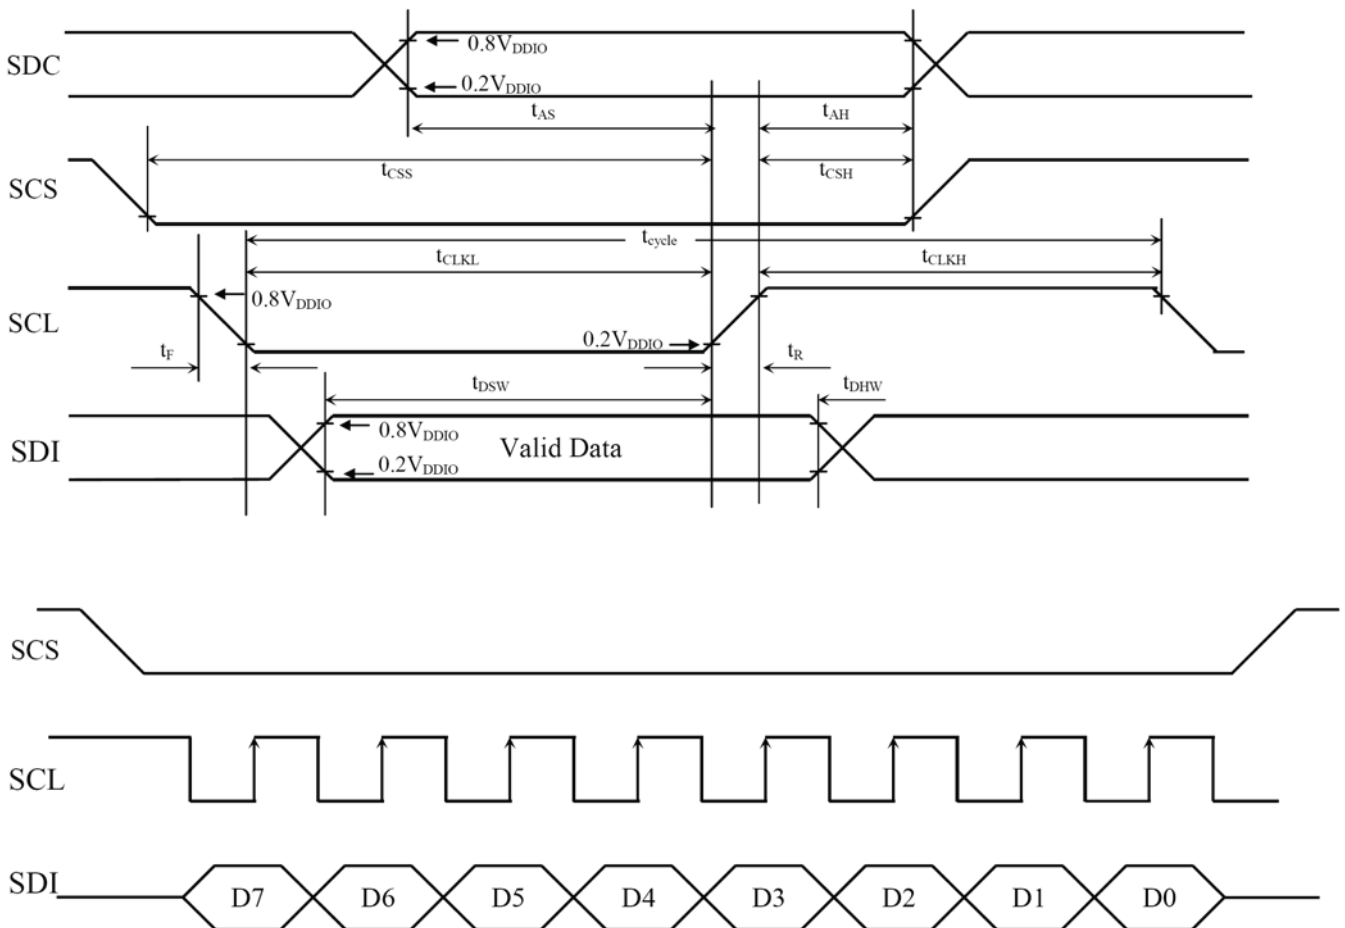 SDC
0.8VDDIO
0.2VDDIO
tAS
tAH
SCS
tCSS
tCSH
tcycle
tCLKL
tCLKH
SCL
0.8VDDIO
0.2VDDIO
tF
tR
tDSW
tDHW
SDI
0.8VDDIO
Valid Data
0.2VDDIO
SCS
SCL
SDI
D7 D6 D5 D4 D3 D2 D1 D0